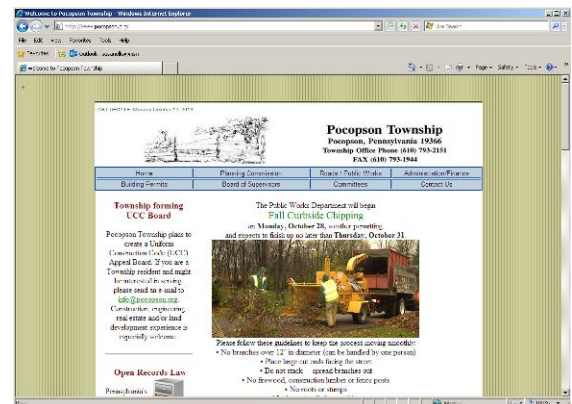 Welcome to Pocopson Township - Windows Internet Explorer
File Edit View Favorites Tools Help
Favorites
Welcome to Pocopson Township
Page Safety Tools
Pocopson Township
Pocopson, Pennsylvania 19366
Township Office Phone (610) 793-2151
FAX (610) 793-1944
Home Planning Commission Roads / Public Works Administration/Finance
Building Permits Board of Supervisors Committees Contact Us
Township forming
UCC Board
Pocopson Township plans to
create a Uniform
Construction Code (UCC)
Appeal Board. If you are a
Township resident and might
be interested in serving
please send an e-mail to
info@pocopson.org.
Construction, engineering,
real estate and/or land
development experience is
especially welcome.
Open Records Law
Pennsylvania's
The Public Works Department will begin
Fall Curbside Chipping
on Monday, October 28, weather permitting
and expects to finish up no later than Thursday, October 31.
Please follow these guidelines to keep the process moving smoothly:
• No branches over 12" in diameter (can be handled by one person)
• Place large cut ends facing the street
• Do not stack spread branches out
• No firewood, construction lumber or fence posts
• No roots or stumps